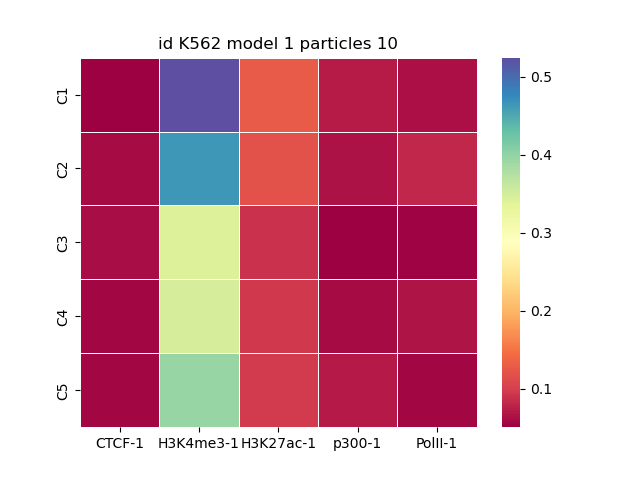 id K562 model 1 particles 10
C1
C2
C3
C4
C5
CTCF-1 H3K4me3-1 H3K27ac-1 p300-1 PolII-1
0.5
0.4
0.3
0.2
0.1